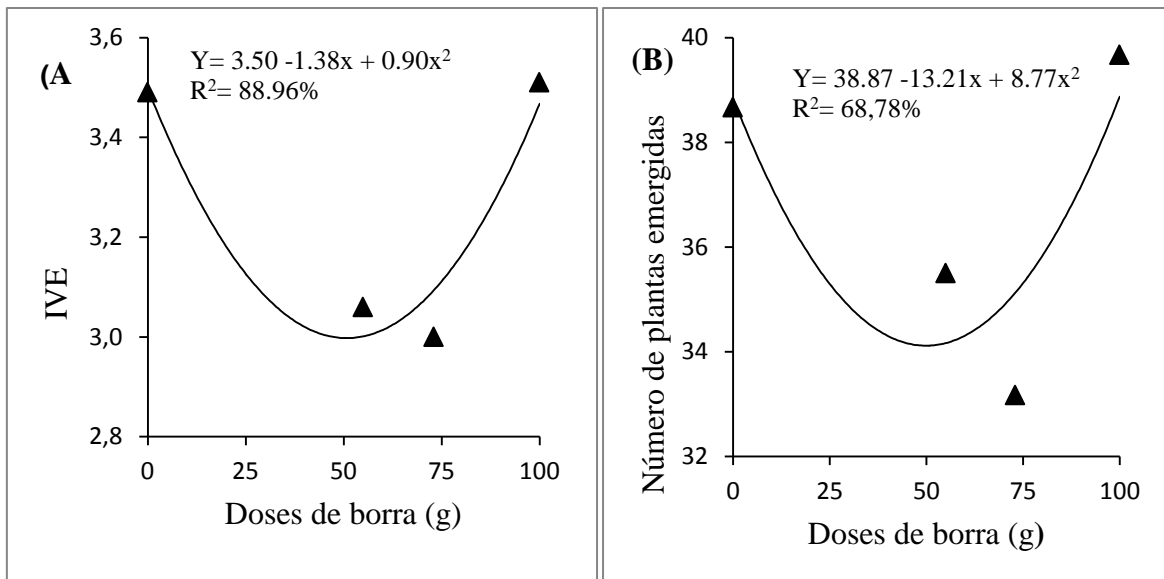 (A
Y= 3.50 -1.38x + 0.90x²
R²= 88.96%
3,6
3,4
3,2
3,0
2,8
IVE
0 25 50 75 100
Doses de borra (g)
(B)
Y= 38.87 -13.21x + 8.77x²
R²= 68,78%
40
38
36
34
32
Número de plantas emergidas
0 25 50 75 100
Doses de borra (g)